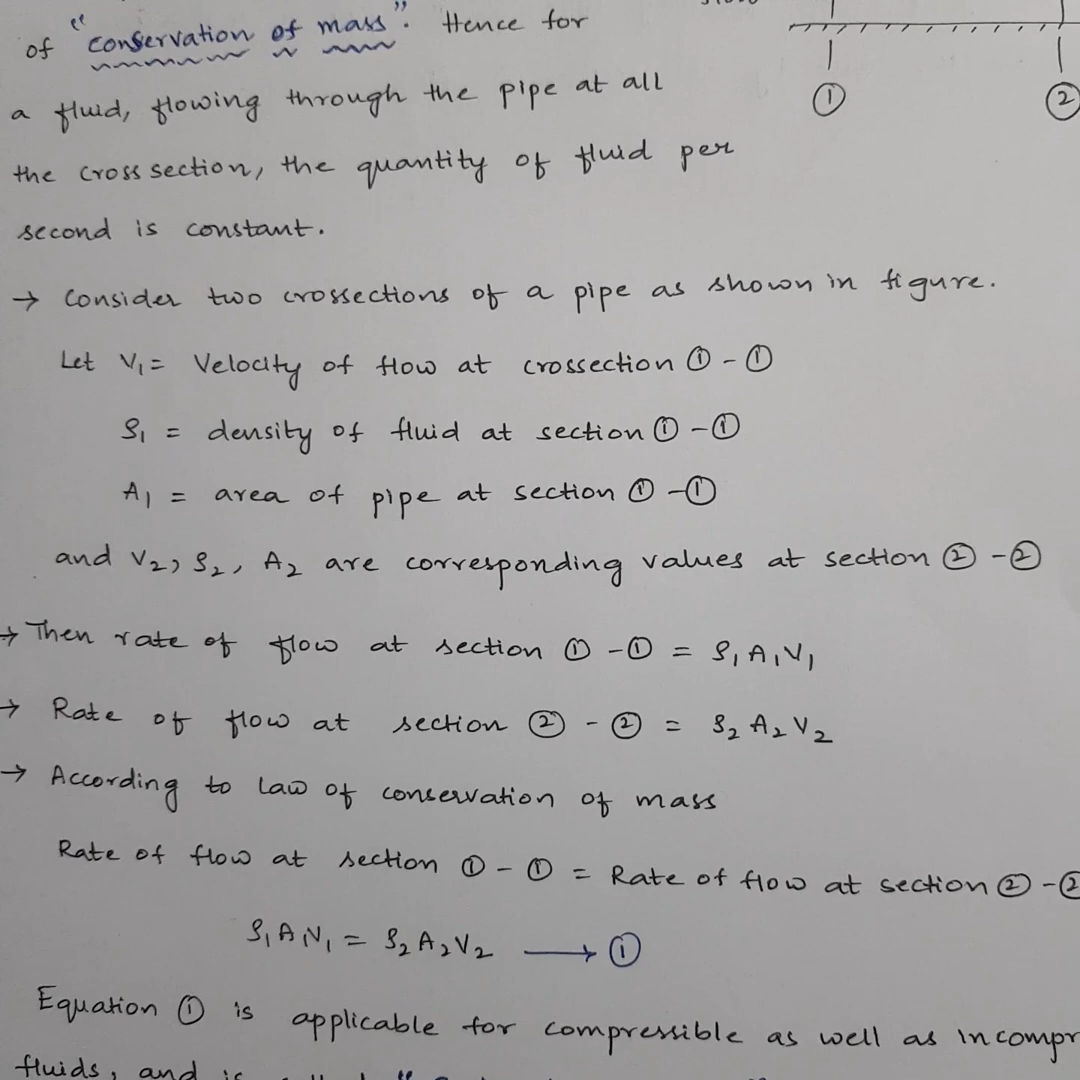 of "conservation of mass". Hence for
a fluid, flowing through the pipe at all
the cross section, the quantity of fluid per
second is constant.
→ Consider two crossections of a pipe as shown in figure.
Let V₁ = Velocity of flow at crossection ① - ①
ρ₁ = density of fluid at section ① - ①
A₁ = area of pipe at section ① - ①
and V₂, ρ₂, A₂ are corresponding values at section ② - ②
→ Then rate of flow at section ① - ① = ρ₁A₁V₁
→ Rate of flow at section ② - ② = ρ₂A₂V₂
→ According to law of conservation of mass
Rate of flow at section ① - ① = Rate of flow at section ② - ②
ρ₁A₁V₁ = ρ₂A₂V₂ → ①
Equation ① is applicable for compressible as well as incompr
fluids, and is
① ②